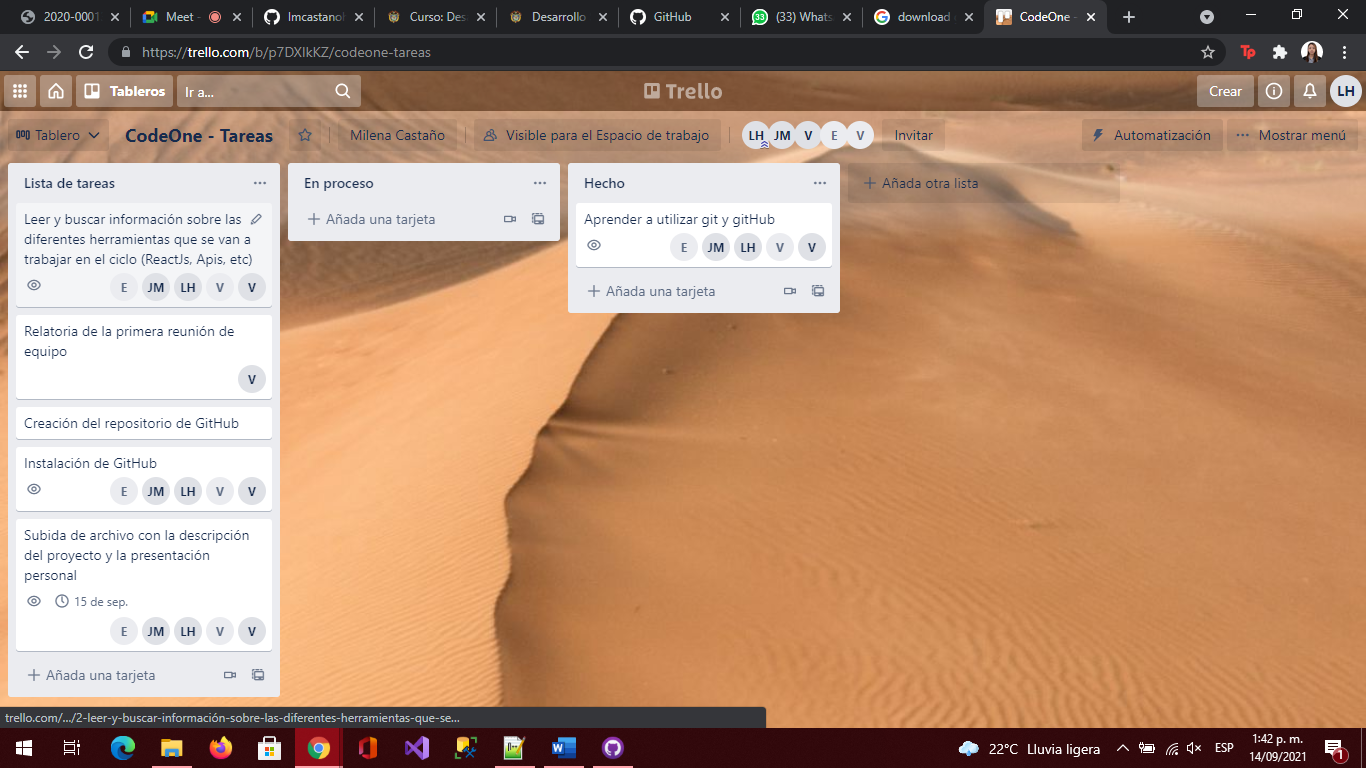 2020-0001
Meet -
lmcastano
Curso: Des
Desarrollo
GitHub
(33) Whats
download
CodeOne -
https://trello.com/b/p7DXIkKZ/codeone-tareas
Tp
Tableros
Ir a...
Trello
Crear
LH
Tablero
CodeOne - Tareas
Milena Castaño
Visible para el Espacio de trabajo
LH JM V E V
Invitar
Automatización
Mostrar menú
Lista de tareas
Leer y buscar información sobre las
diferentes herramientas que se van a
trabajar en el ciclo (ReactJs, Apis, etc)
E JM LH V V
Relatoria de la primera reunión de
equipo
V
Creación del repositorio de GitHub
Instalación de GitHub
E JM LH V V
Subida de archivo con la descripción
del proyecto y la presentación
personal
15 de sep.
E JM LH V V
Añada una tarjeta
En proceso
Añada una tarjeta
Hecho
Aprender a utilizar git y gitHub
E JM LH V V
Añada una tarjeta
Añada otra lista
trello.com/.../2-leer-y-buscar-información-sobre-las-diferentes-herramientas-que-se...
22°C Lluvia ligera
ESP
1:42 p. m.
14/09/2021
1